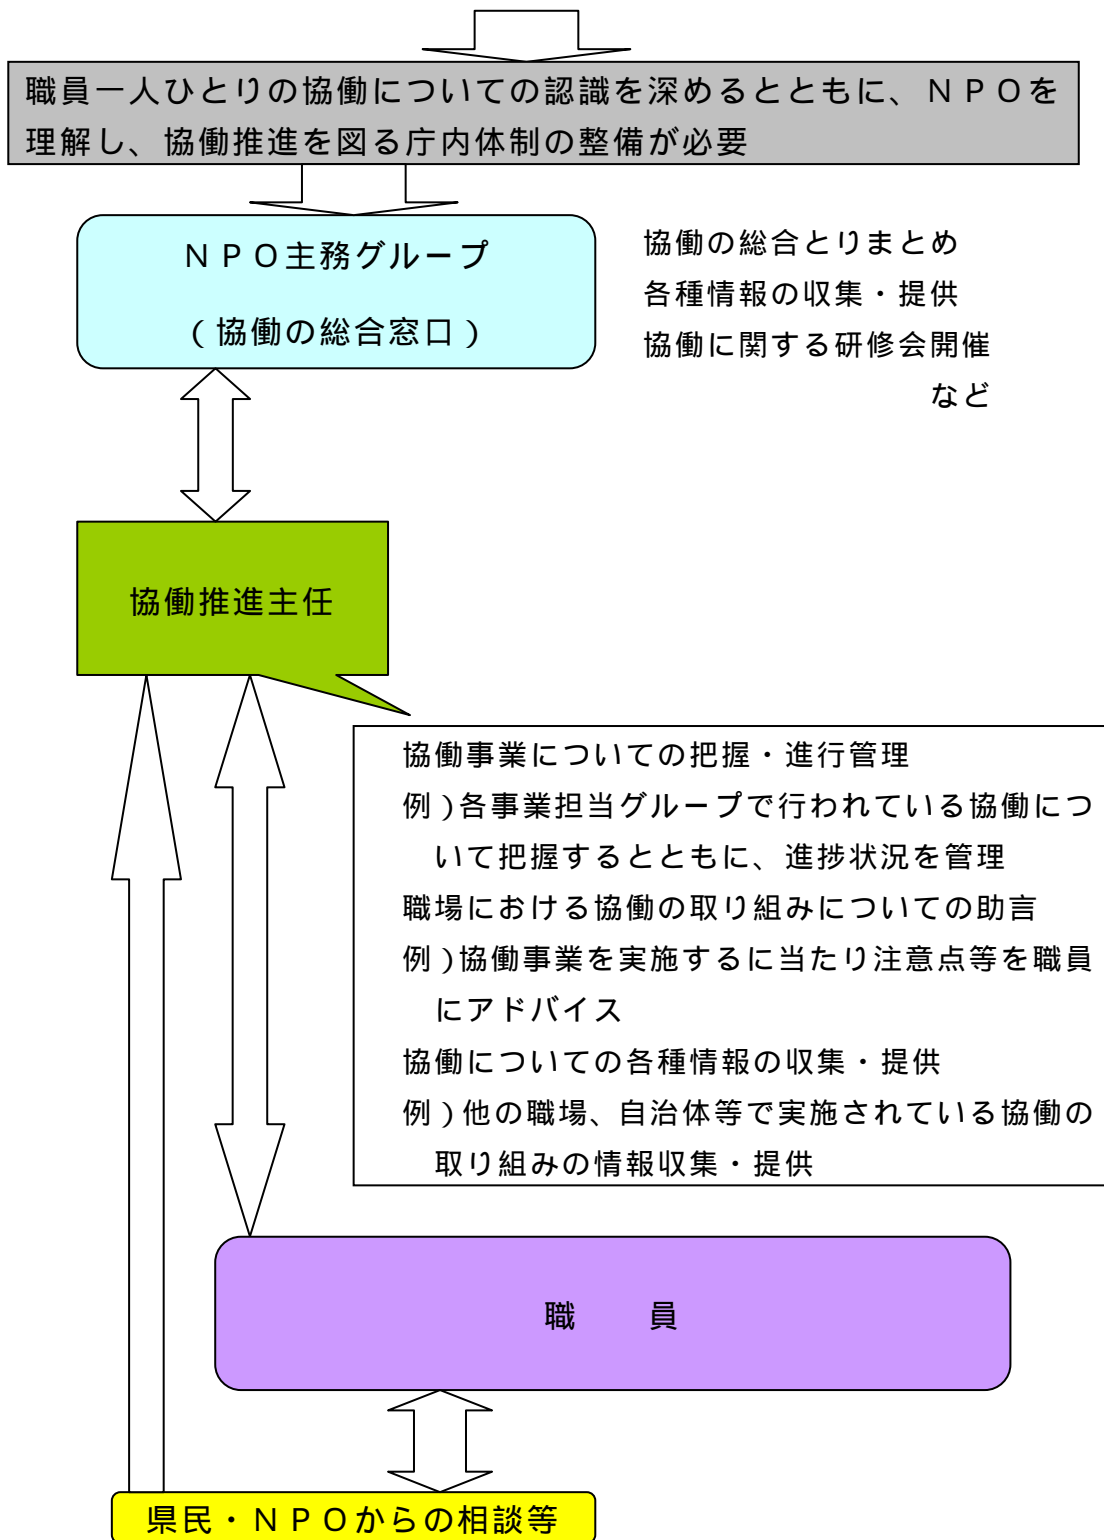 職員一人ひとりの協働についての認識を深めるとともに、ＮＰＯを
理解し、協働推進を図る庁内体制の整備が必要
ＮＰＯ主務グループ
（協働の総合窓口）
協働の総合とりまとめ
各種情報の収集・提供
協働に関する研修会開催
など
協働推進主任
協働事業についての把握・進行管理
例）各事業担当グループで行われている協働につ
いて把握するとともに、進捗状況を管理
職場における協働の取り組みについての助言
例）協働事業を実施するに当たり注意点等を職員
にアドバイス
協働についての各種情報の収集・提供
例）他の職場、自治体等で実施されている協働の
取り組みの情報収集・提供
職　　員
県民・ＮＰＯからの相談等